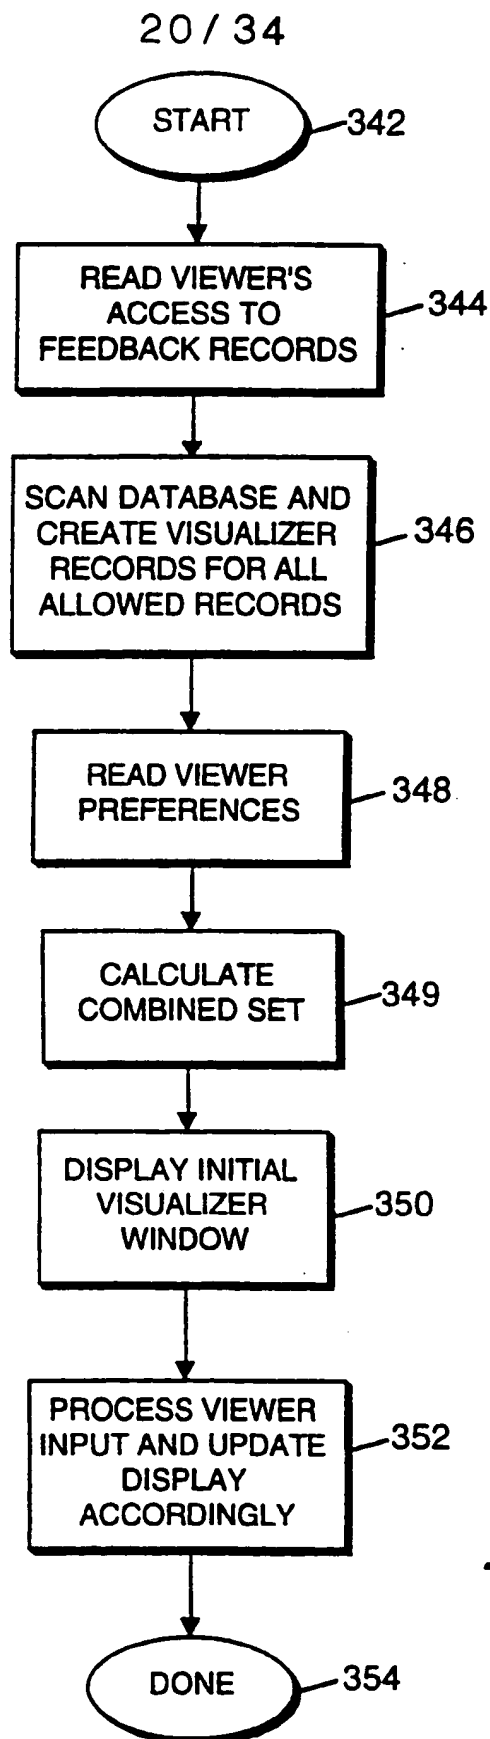 20 / 34
START
342
READ VIEWER'S
ACCESS TO
FEEDBACK RECORDS
344
SCAN DATABASE AND
CREATE VISUALIZER
RECORDS FOR ALL
ALLOWED RECORDS
346
READ VIEWER
PREFERENCES
348
CALCULATE
COMBINED SET
349
DISPLAY INITIAL
VISUALIZER
WINDOW
350
PROCESS VIEWER
INPUT AND UPDATE
DISPLAY
ACCORDINGLY
352
DONE
354